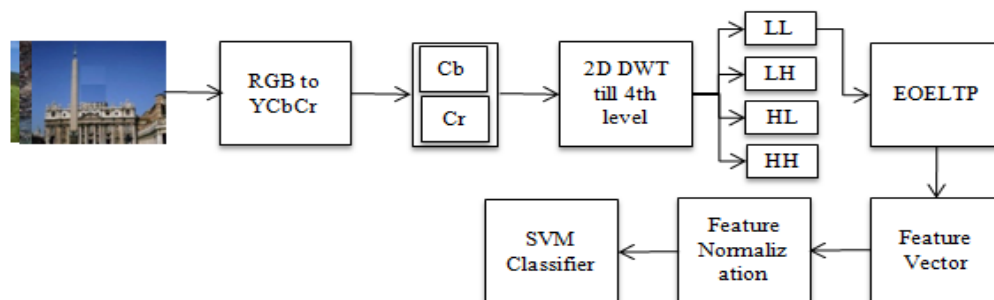 RGB to
YCbCr
Cb
Cr
2D DWT
till 4th
level
LL
LH
HL
HH
EOELTP
Feature
Vector
Feature
Normaliz
ation
SVM
Classifier